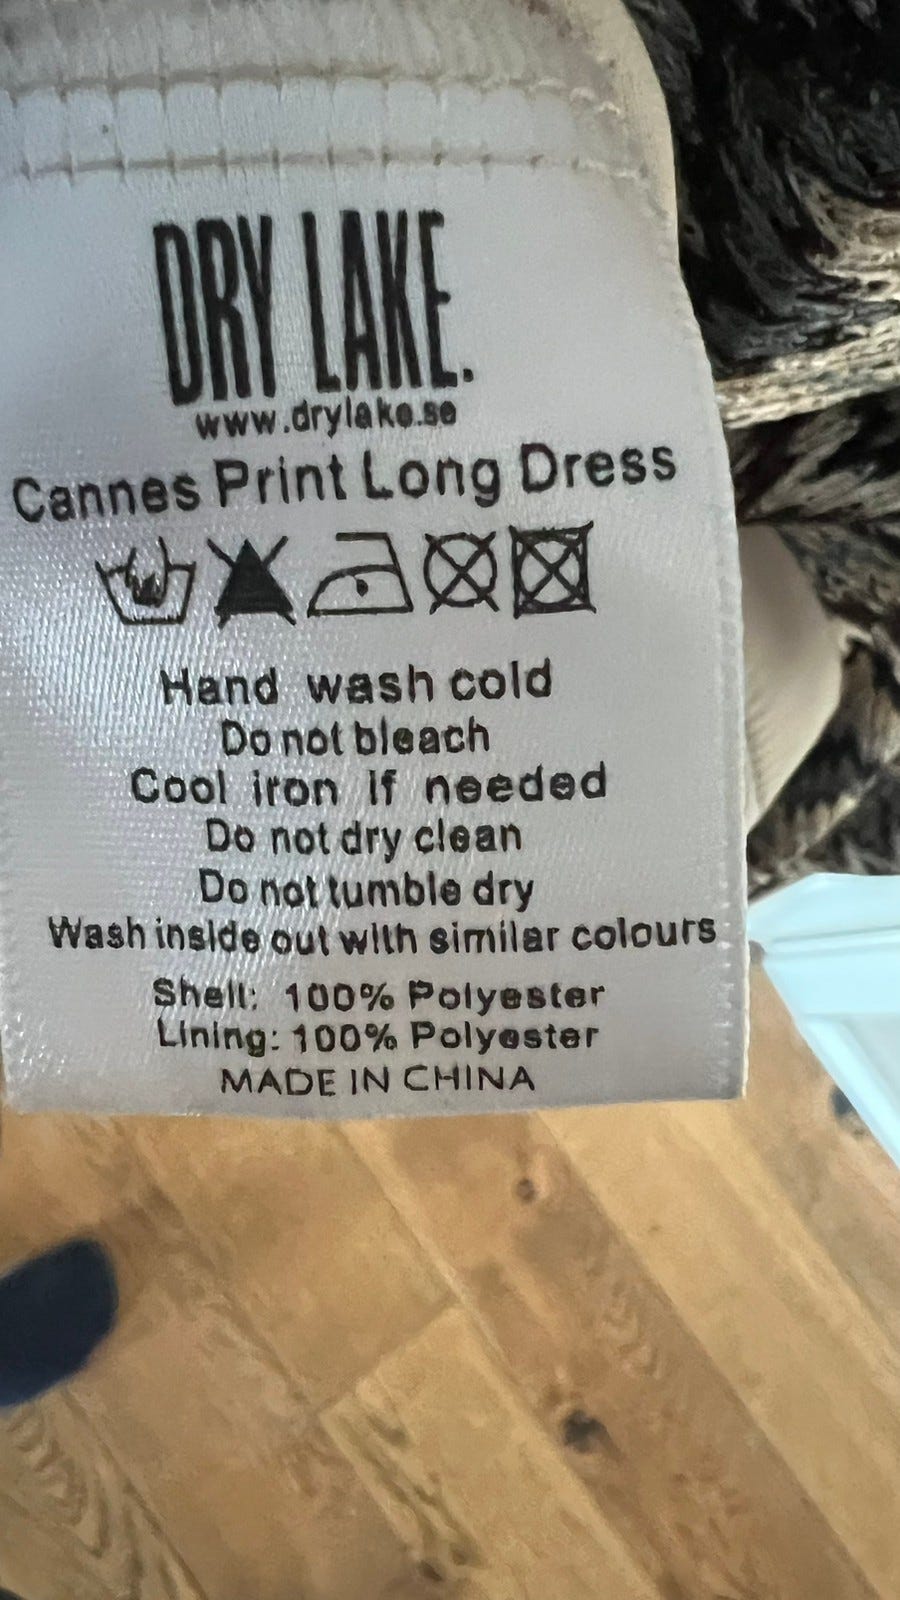 DRY LAKE.
www.drylake.se
Cannes Print Long Dress
Hand wash cold
Do not bleach
Cool iron if needed
Do not dry clean
Do not tumble dry
Wash inside out with similar colours
Shell: 100% Polyester
Lining: 100% Polyester
MADE IN CHINA